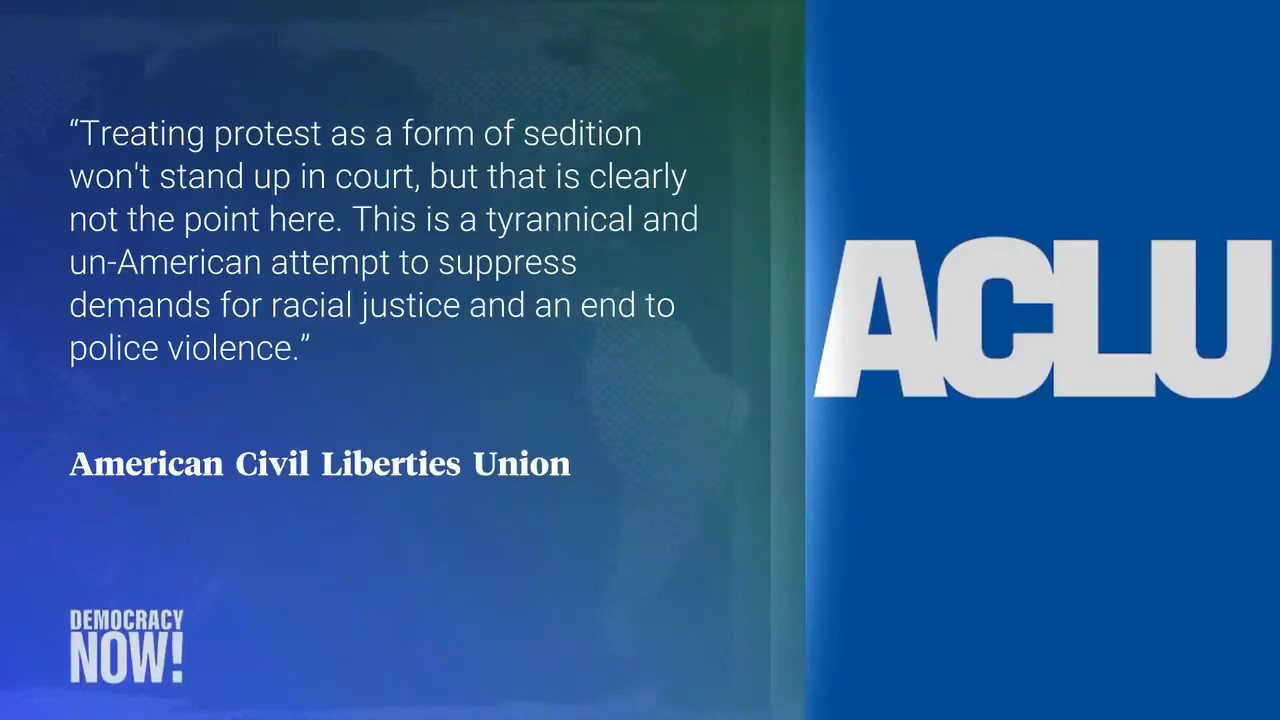 “Treating protest as a form of sedition
won't stand up in court, but that is clearly
not the point here. This is a tyrannical and
un-American attempt to suppress
demands for racial justice and an end to
police violence.”
American Civil Liberties Union
DEMOCRACY
NOW!
ACLU